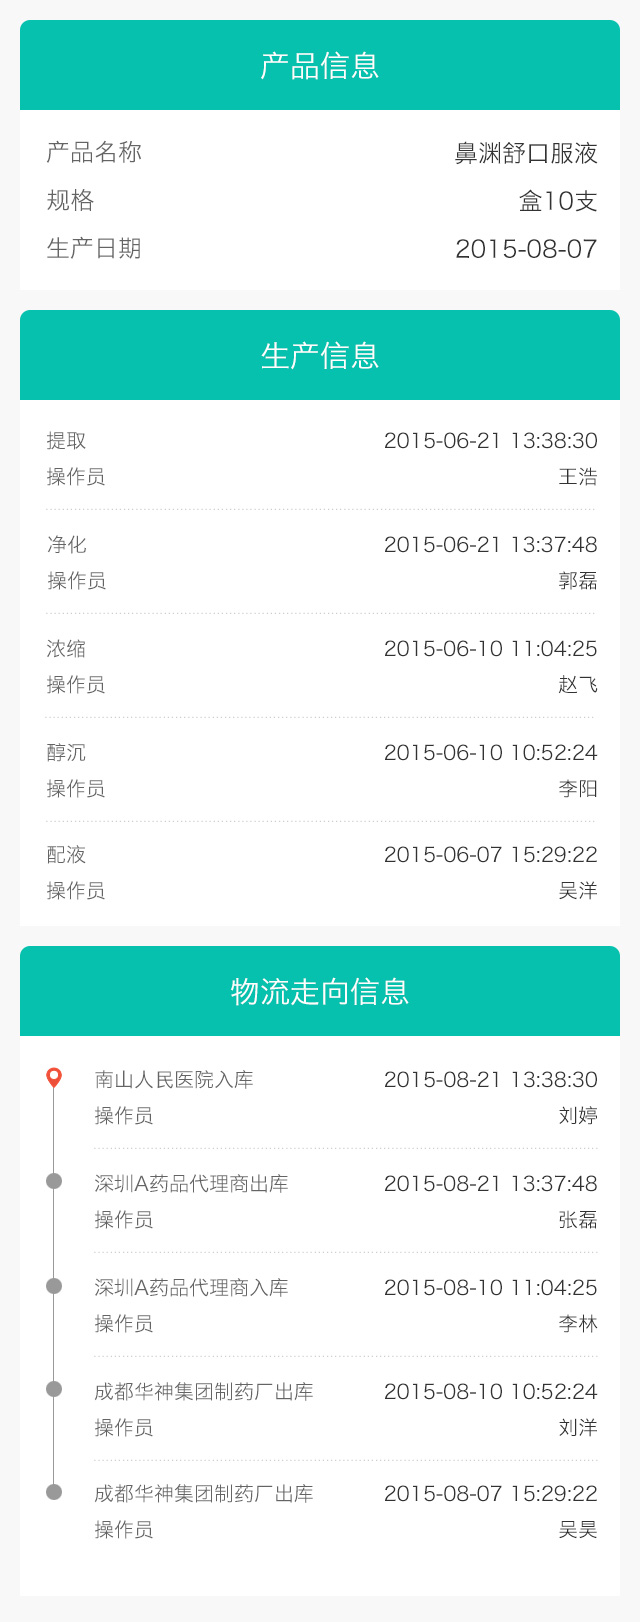 产品信息
产品名称 鼻渊舒口服液
规格 盒10支
生产日期 2015-08-07
生产信息
提取 2015-06-21 13:38:30
操作员 王浩
净化 2015-06-21 13:37:48
操作员 郭磊
浓缩 2015-06-10 11:04:25
操作员 赵飞
醇沉 2015-06-10 10:52:24
操作员 李阳
配液 2015-06-07 15:29:22
操作员 吴洋
物流走向信息
南山人民医院入库 2015-08-21 13:38:30
操作员 刘婷
深圳A药品代理商出库 2015-08-21 13:37:48
操作员 张磊
深圳A药品代理商入库 2015-08-10 11:04:25
操作员 李林
成都华神集团制药厂出库 2015-08-10 10:52:24
操作员 刘洋
成都华神集团制药厂出库 2015-08-07 15:29:22
操作员 吴昊